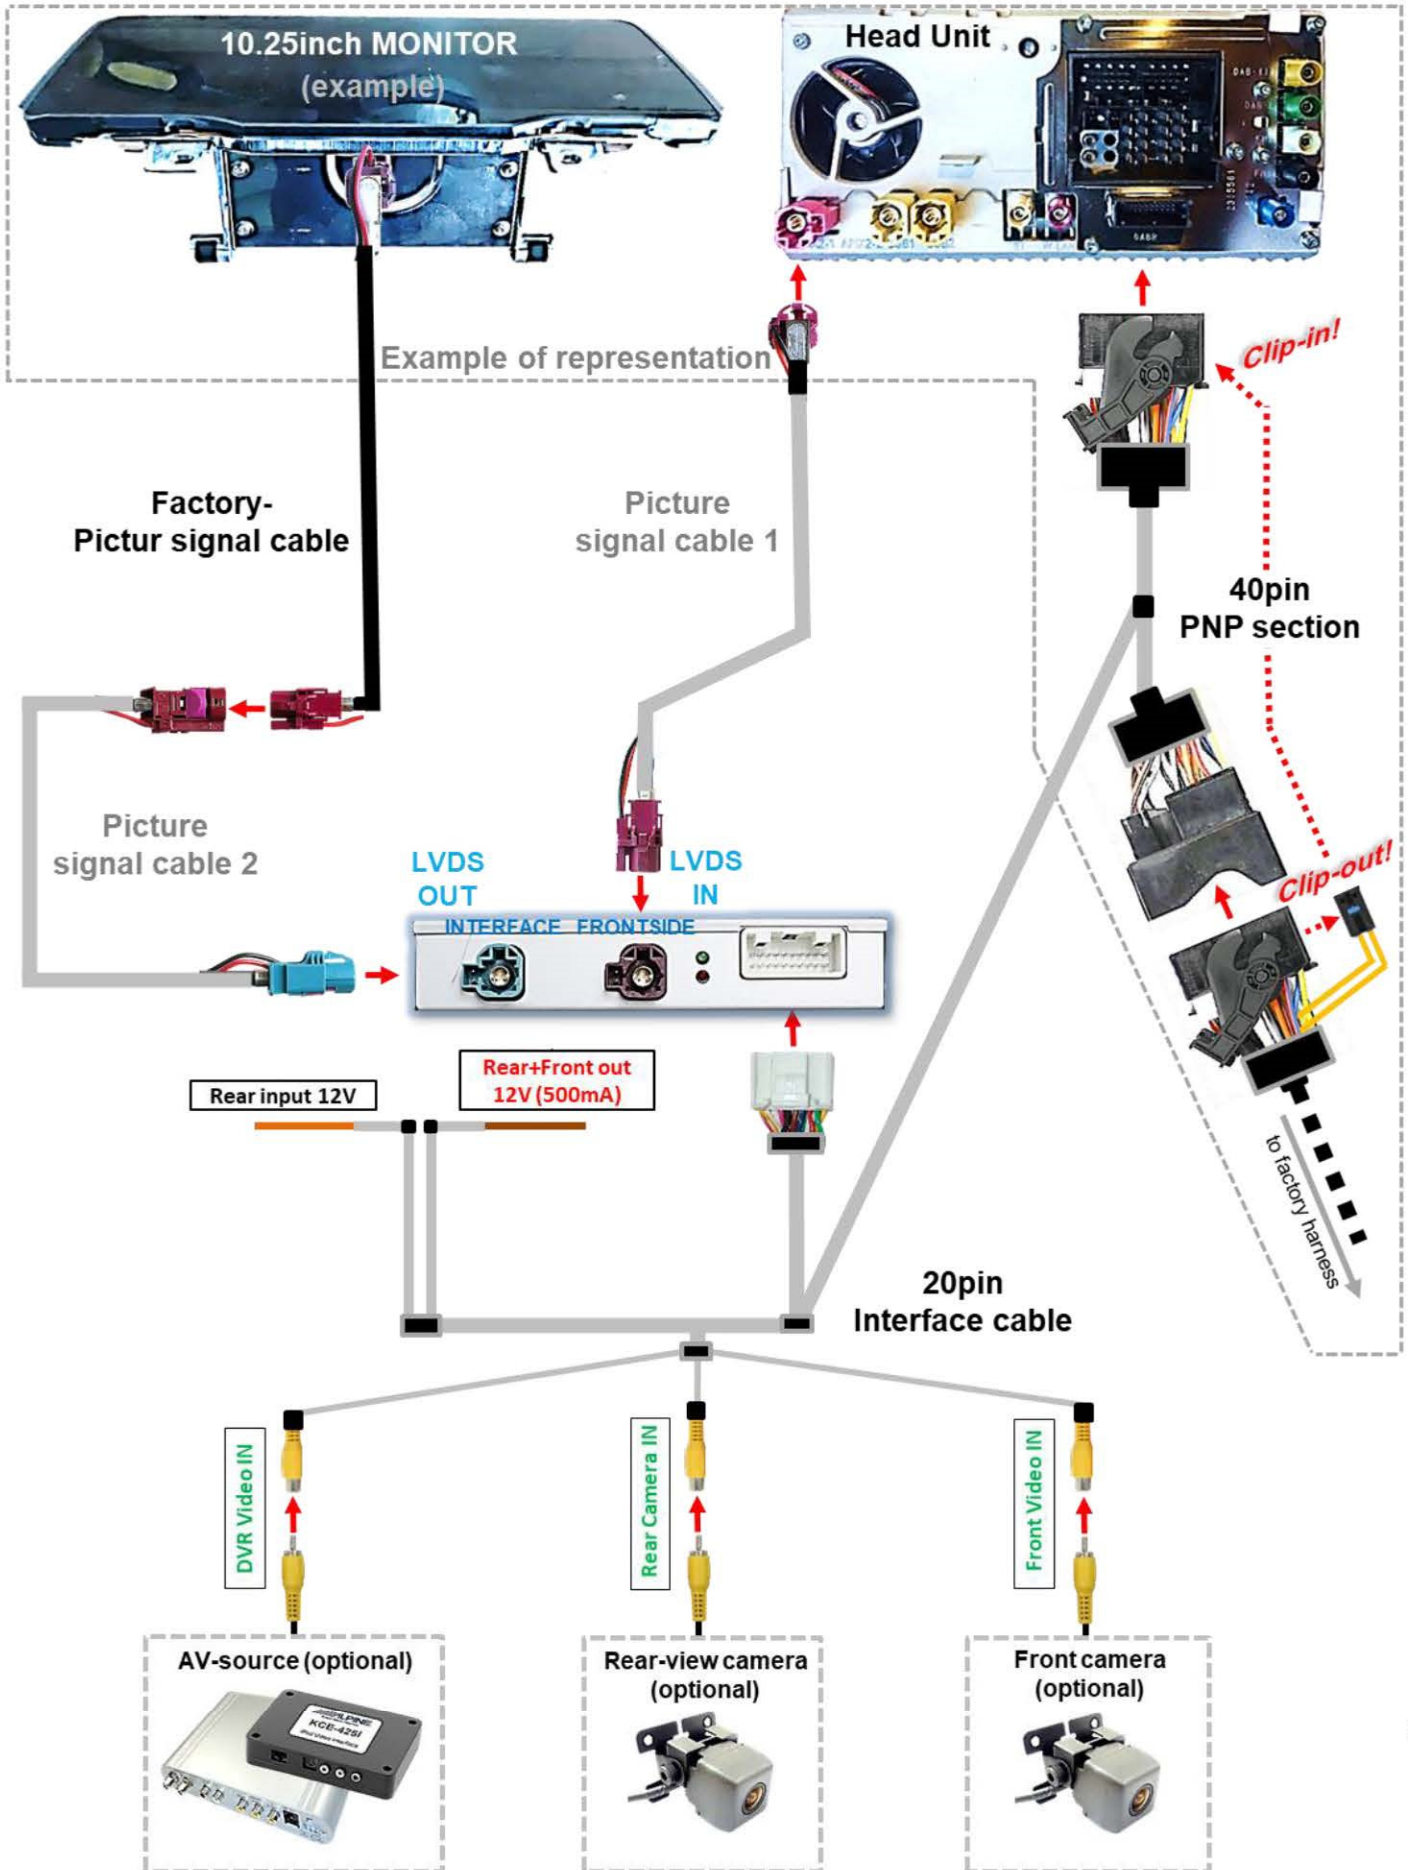 10.25inch MONITOR
(example)
Head Unit
Example of representation
Clip-in!
Factory-
Pictur signal cable
Picture
signal cable 1
40pin
PNP section
Picture
signal cable 2
LVDS
OUT
LVDS
IN
Clip-out!
INTERFACE FRONTSIDE
Rear input 12V
Rear+Front out
12V (500mA)
to factory harness
20pin
Interface cable
DVR Video IN
Rear Camera IN
Front Video IN
AV-source (optional)
Rear-view camera
(optional)
Front camera
(optional)
ALPINE
KCE-425i